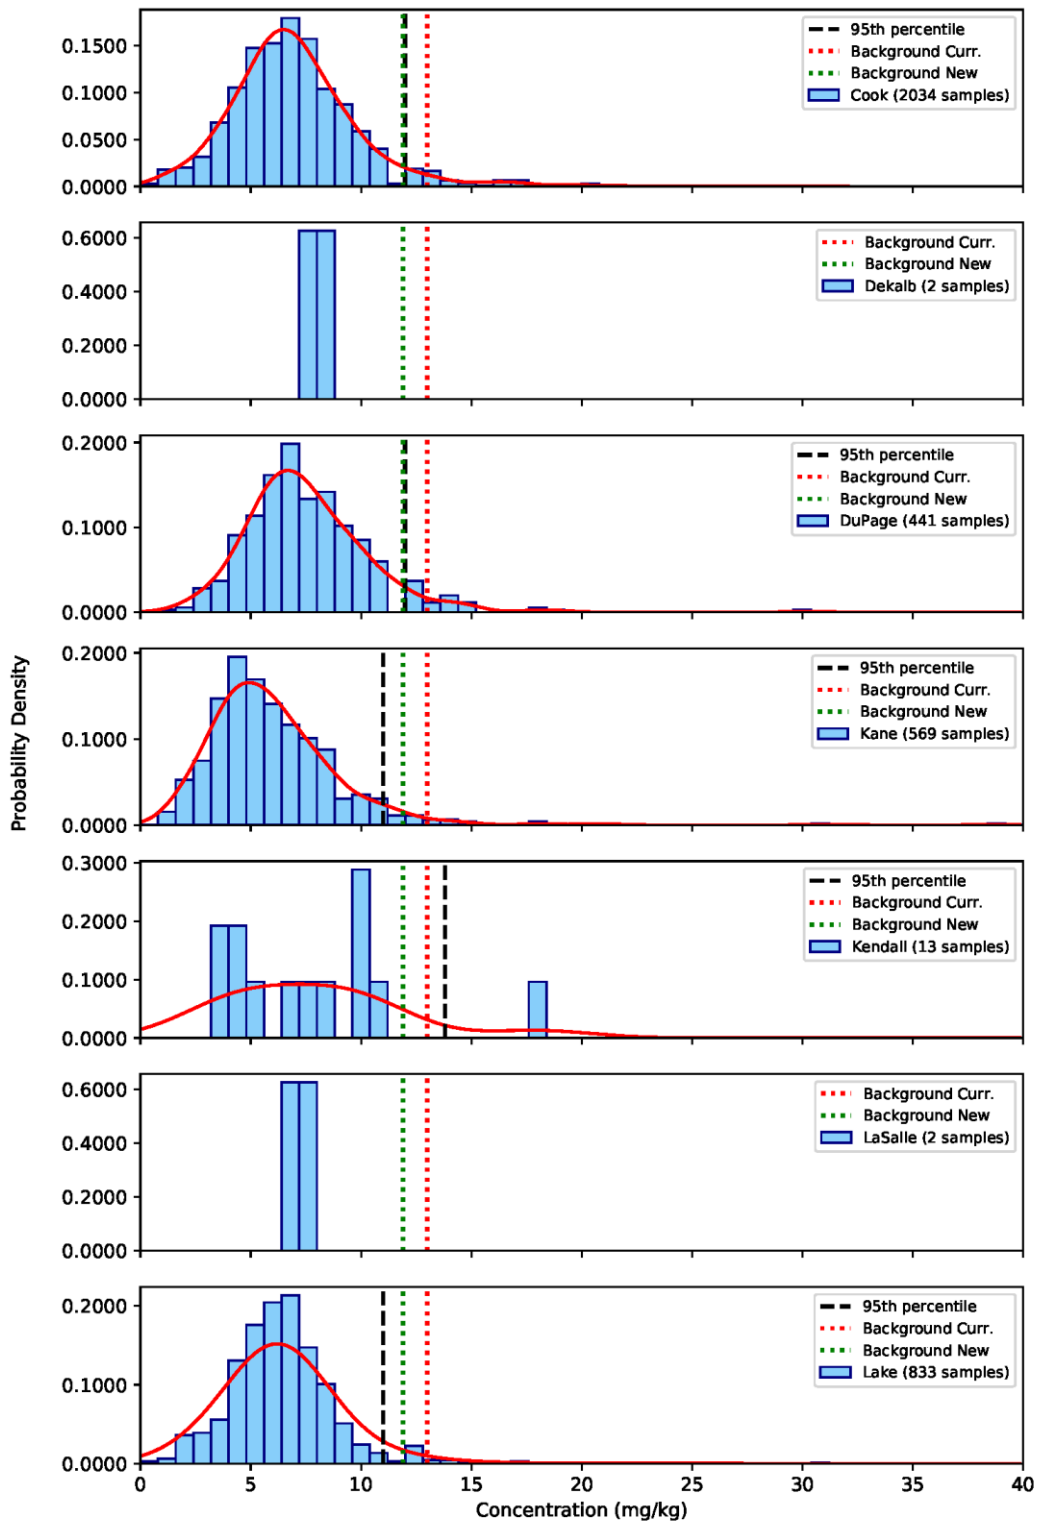 0.1500
0.1000
0.0500
0.0000
95th percentile
Background Curr.
Background New
Cook (2034 samples)
0.6000
0.4000
0.2000
0.0000
Background Curr.
Background New
Dekalb (2 samples)
0.2000
0.1000
0.0000
95th percentile
Background Curr.
Background New
DuPage (441 samples)
Probability Density
0.2000
0.1000
0.0000
95th percentile
Background Curr.
Background New
Kane (569 samples)
0.3000
0.2000
0.1000
0.0000
95th percentile
Background Curr.
Background New
Kendall (13 samples)
0.6000
0.4000
0.2000
0.0000
Background Curr.
Background New
LaSalle (2 samples)
0.2000
0.1000
0.0000
95th percentile
Background Curr.
Background New
Lake (833 samples)
0 5 10 15 20 25 30 35 40
Concentration (mg/kg)